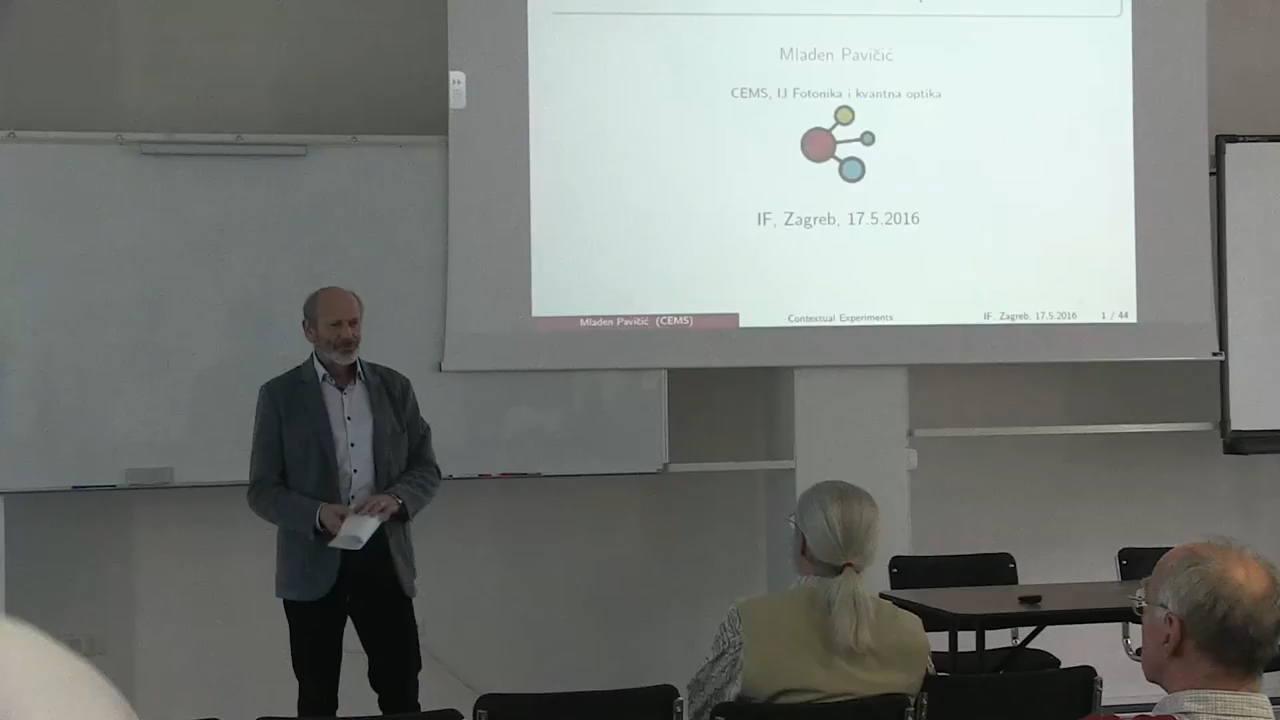 Mladen Pavičić
CEMS, IJ Fotonika i kvantna optika
IF, Zagreb, 17.5.2016
Mladen Pavičić (CEMS)
Contextual Experiments
IF, Zagreb, 17.5.2016
1 / 44